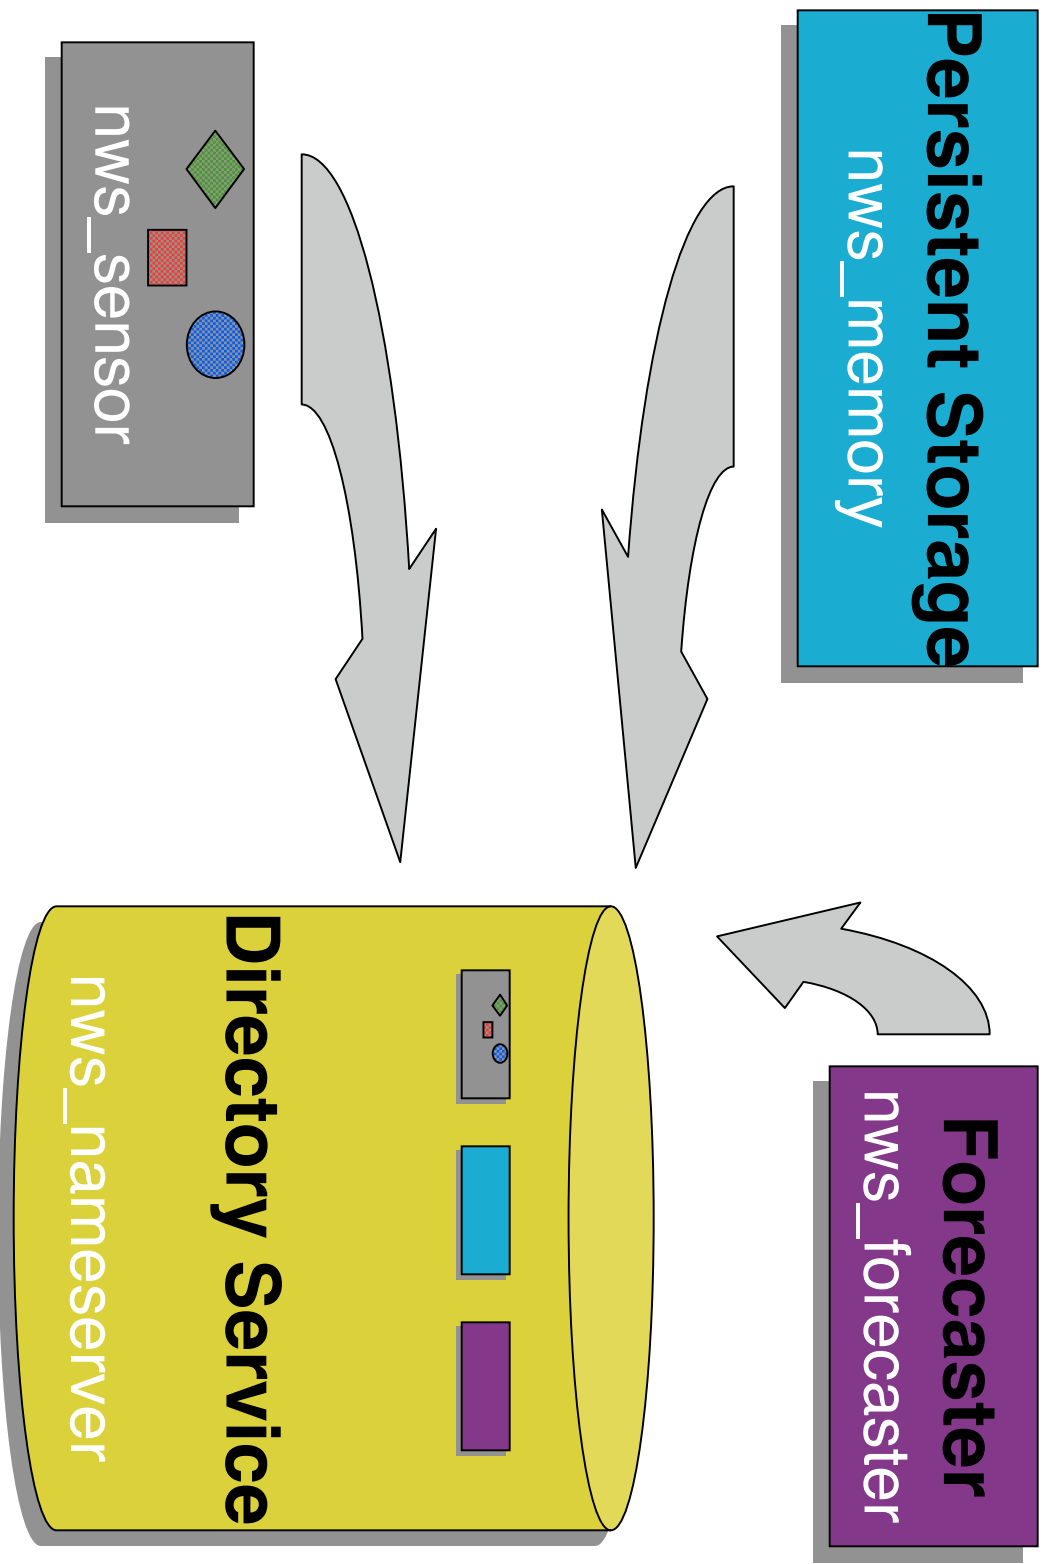 Persistent Storage
nws_memory
Forecaster
nws_forecaster
nws_sensor
Directory Service
nws_nameserver